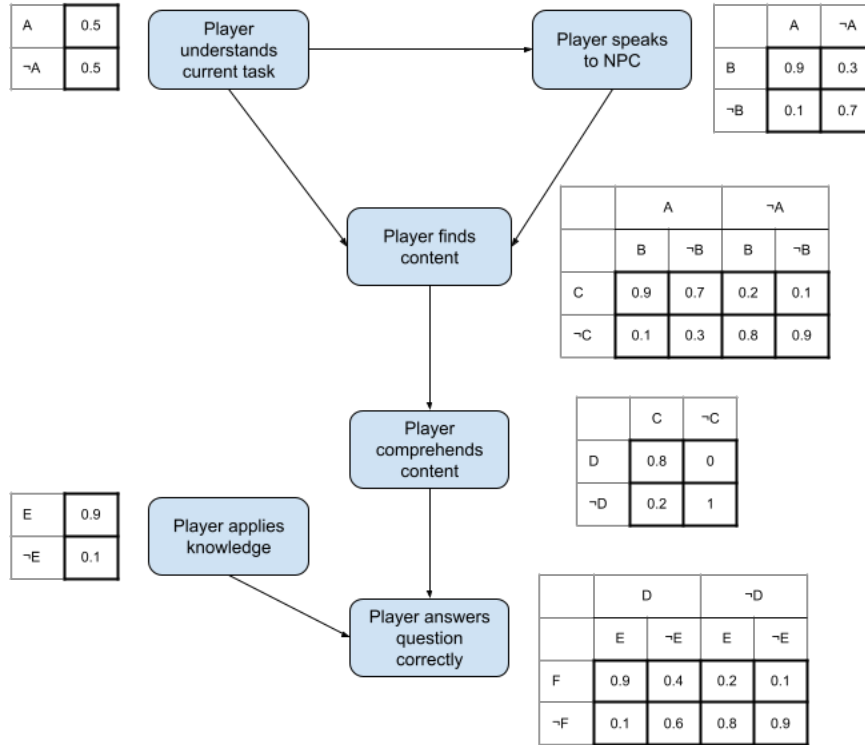 A 0.5
¬A 0.5
Player
understands
current task
Player speaks
to NPC
A ¬A
B 0.9 0.3
¬B 0.1 0.7
Player finds
content
A ¬A
B ¬B B ¬B
C 0.9 0.7 0.2 0.1
¬C 0.1 0.3 0.8 0.9
Player
comprehends
content
C ¬C
D 0.8 0
¬D 0.2 1
E 0.9
¬E 0.1
Player applies
knowledge
Player answers
question
correctly
D ¬D
E ¬E E ¬E
F 0.9 0.4 0.2 0.1
¬F 0.1 0.6 0.8 0.9